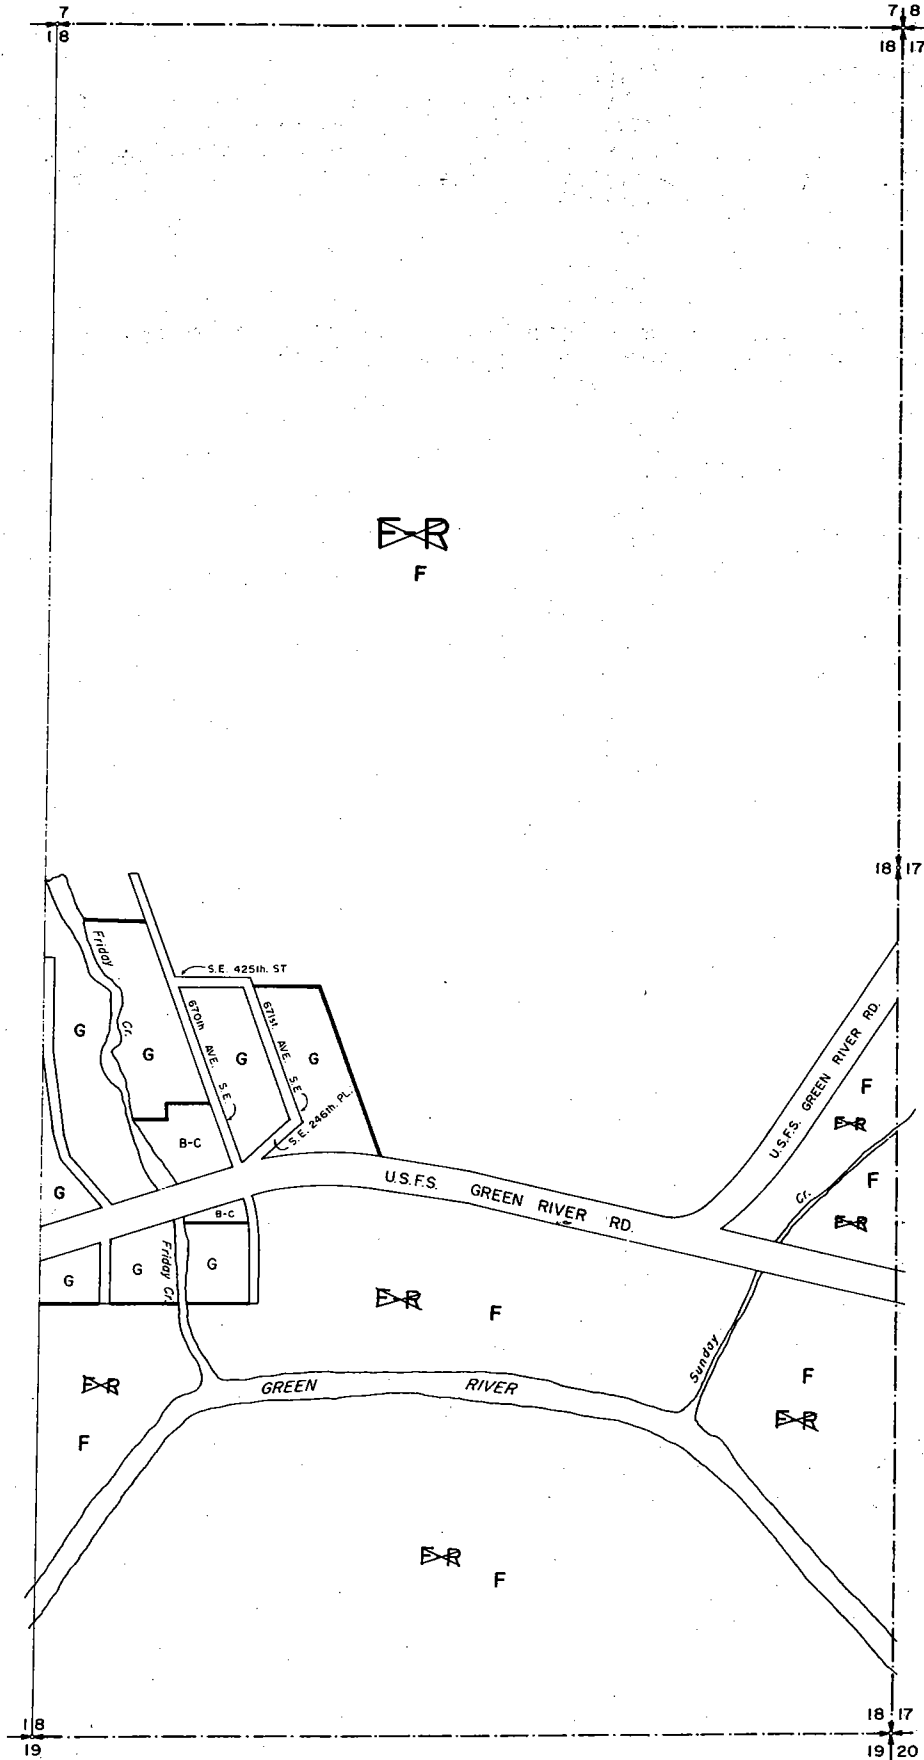 7
18
7 8
18 17
F-R
F
18 17
Friday
Cr.
S.E. 425th. ST
670th
AVE.
S.E.
671st.
AVE.
S.E.
G
G
G
G
S.E. 246th. PL.
B-C
G
B-C
U.S.F.S. GREEN RIVER RD.
U.S.F.S. GREEN RIVER RD.
F
F-R
Cr.
F
F-R
G
G
Friday Cr.
G
F-R
F
Sunday
F-R
F
GREEN RIVER
F
F-R
F-R
F
18
19
18 17
19 20